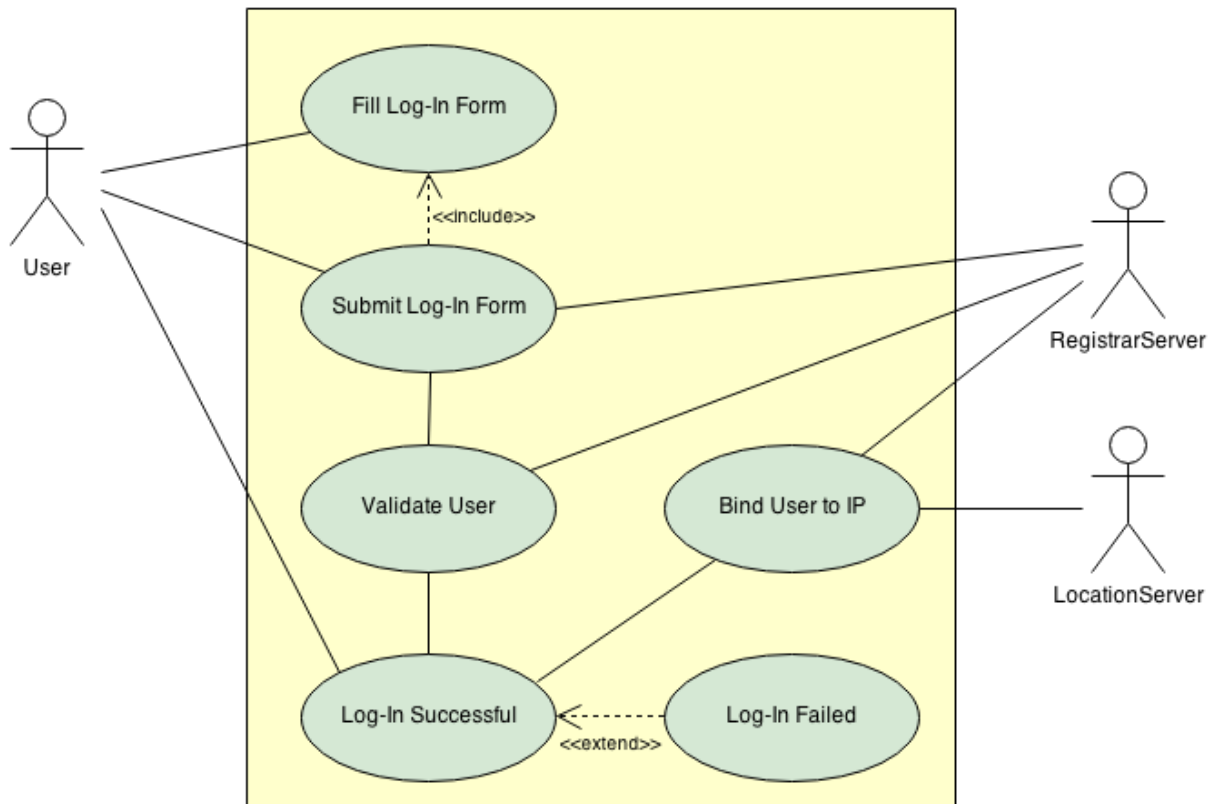 Fill Log-In Form
<<include>>
User
Submit Log-In Form
RegistrarServer
Validate User
Bind User to IP
LocationServer
Log-In Successful
Log-In Failed
<<extend>>